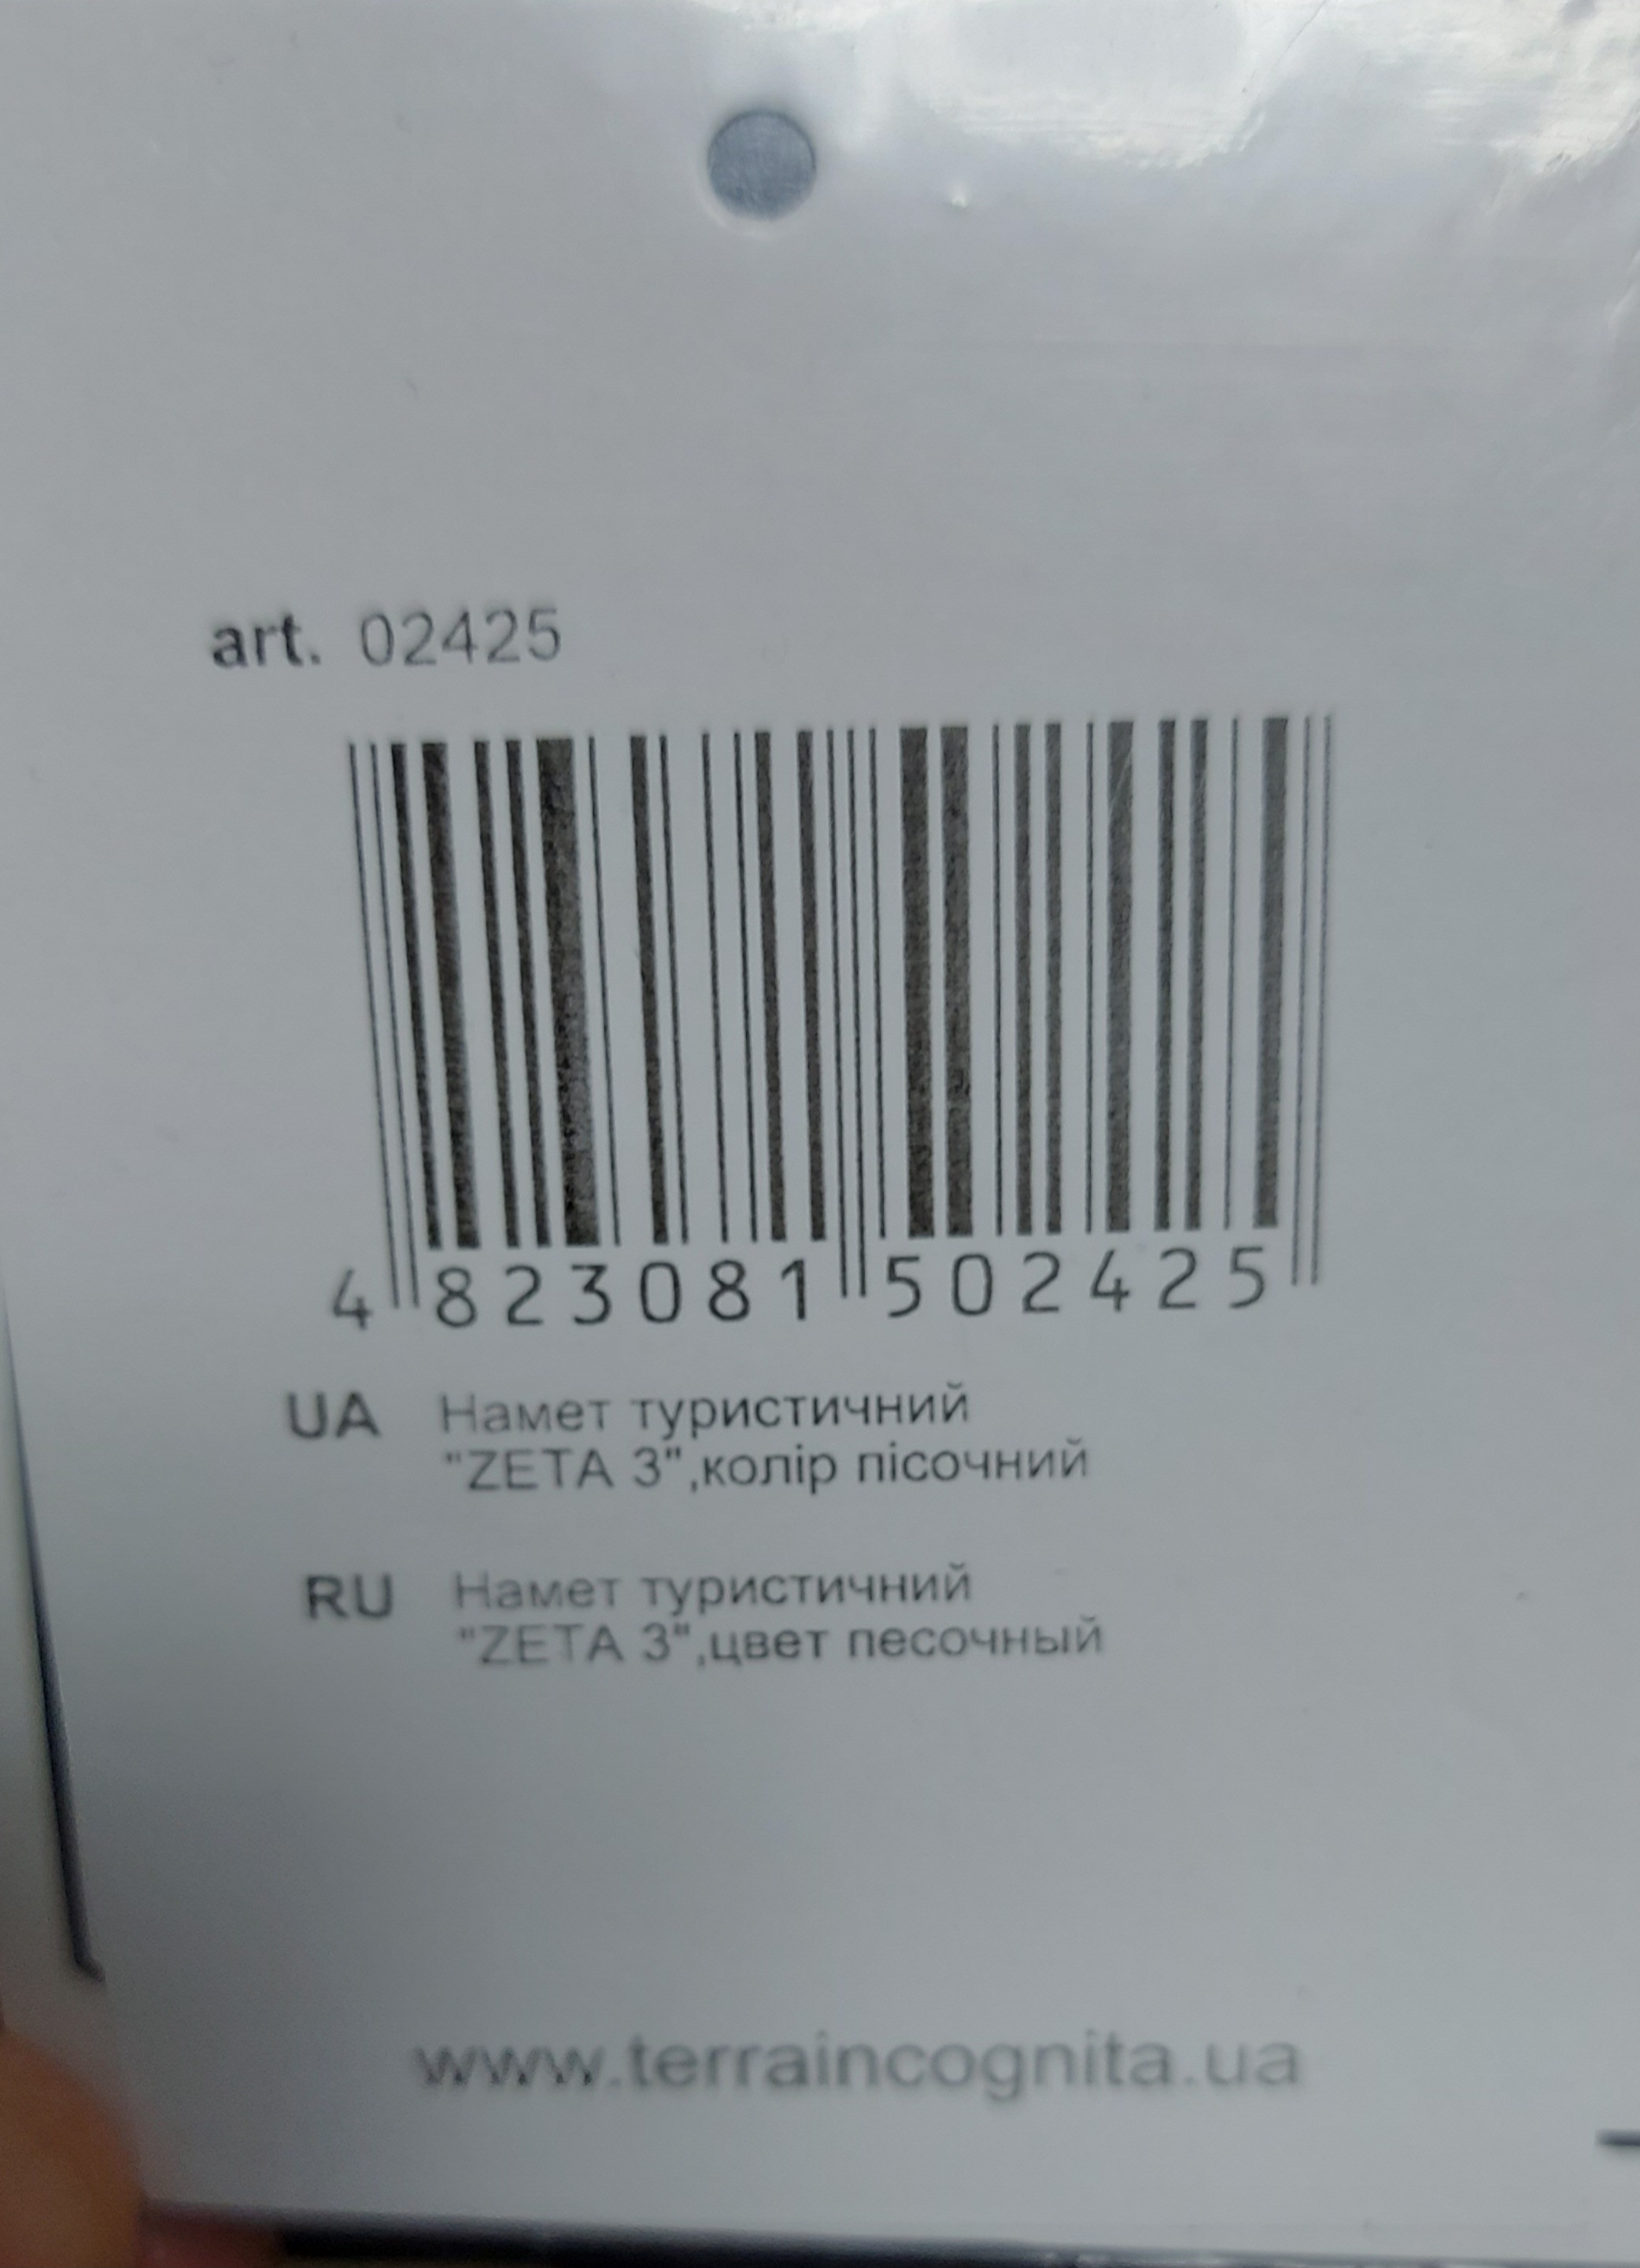 art. 02425
4 823081 502425
UA Намет туристичний
"ZETA 3",колір пісочний
RU Намет туристичний
"ZETA 3",цвет песочный
www.terraincognita.ua